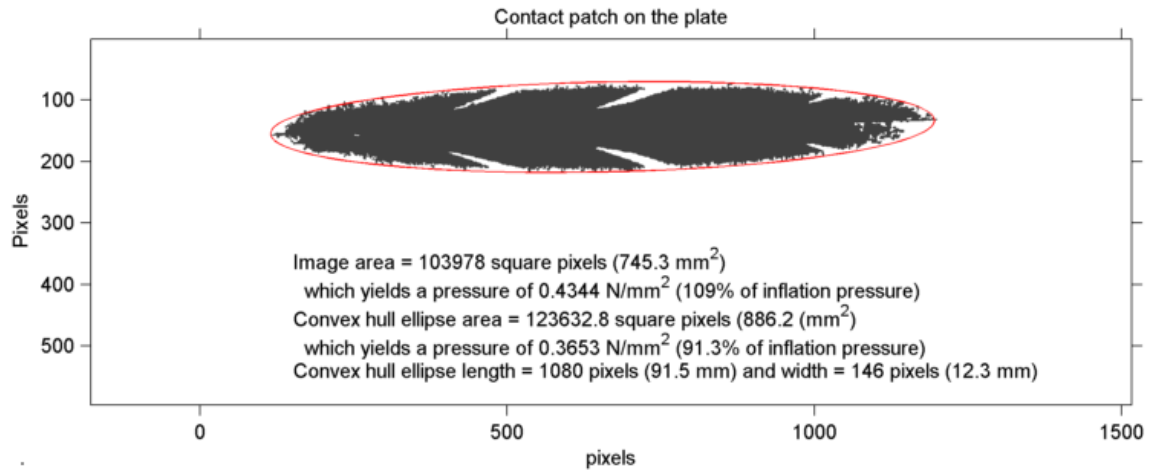 Contact patch on the plate
100
200
300
400
500
Pixels
Image area = 103978 square pixels (745.3 mm²)
which yields a pressure of 0.4344 N/mm² (109% of inflation pressure)
Convex hull ellipse area = 123632.8 square pixels (886.2 (mm²)
which yields a pressure of 0.3653 N/mm² (91.3% of inflation pressure)
Convex hull ellipse length = 1080 pixels (91.5 mm) and width = 146 pixels (12.3 mm)
0 500 1000 1500
pixels